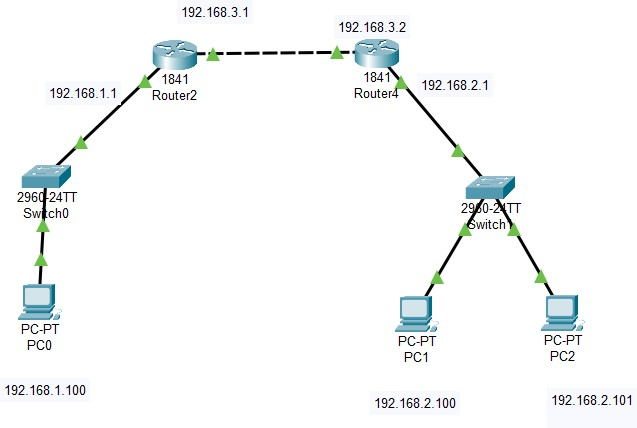 192.168.3.1
192.168.3.2
1841
Router2
1841
Router4
192.168.1.1
192.168.2.1
2960-24TT
Switch0
2960-24TT
Switch1
PC-PT
PC0
PC-PT
PC1
PC-PT
PC2
192.168.1.100
192.168.2.100
192.168.2.101